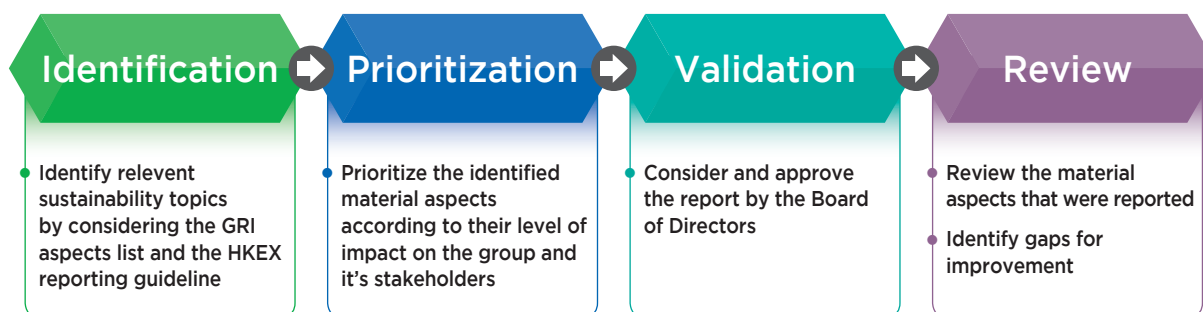 Identification
Prioritization
Validation
Review
Identify relevent
sustainability topics
by considering the GRI
aspects list and the HKEX
reporting guideline
Prioritize the identified
material aspects
according to their level of
impact on the group and
it's stakeholders
Consider and approve
the report by the Board
of Directors
Review the material
aspects that were reported
Identify gaps for
improvement